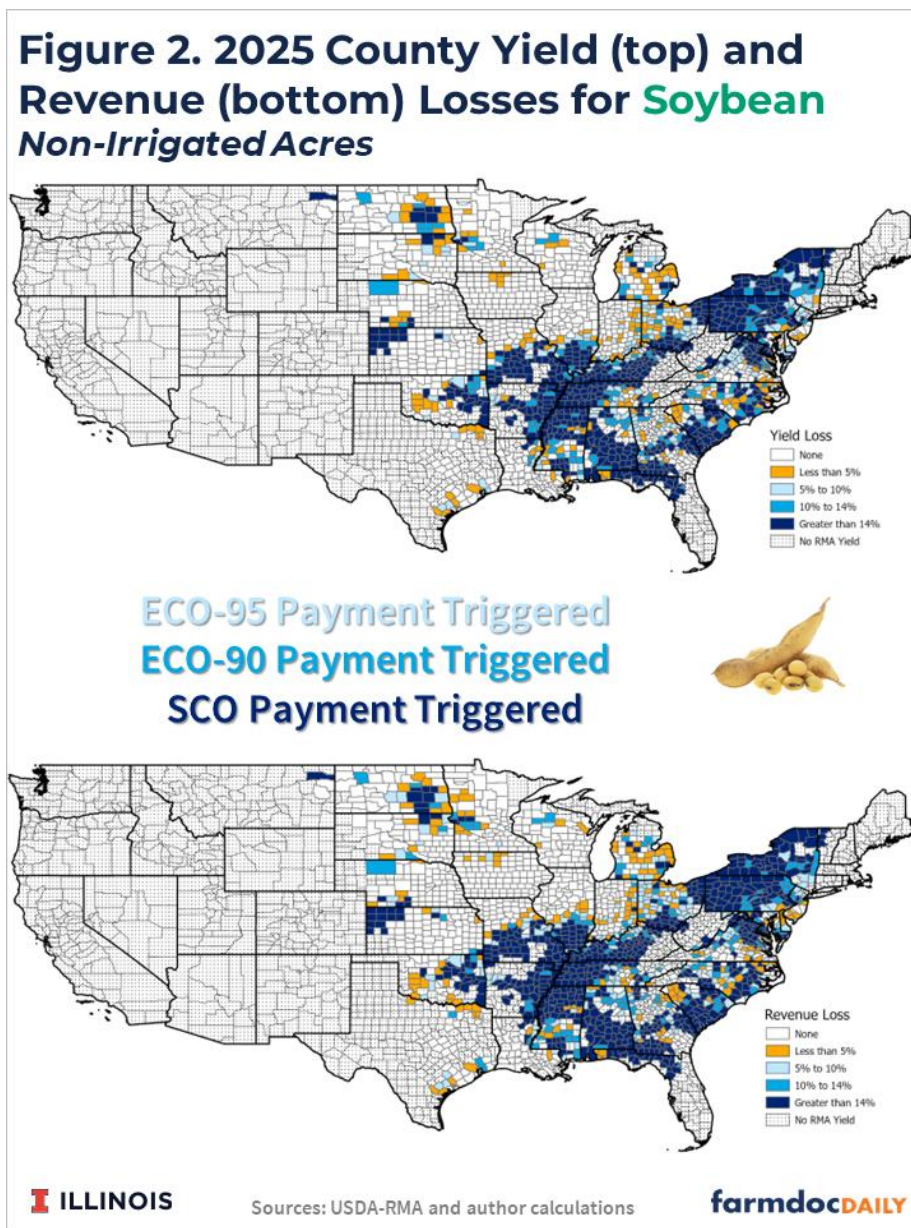 Figure 2. 2025 County Yield (top) and
Revenue (bottom) Losses for Soybean
Non-Irrigated Acres
Yield Loss
None
Less than 5%
5% to 10%
10% to 14%
Greater than 14%
No RMA Yield
ECO-95 Payment Triggered
ECO-90 Payment Triggered
SCO Payment Triggered
Revenue Loss
None
Less than 5%
5% to 10%
10% to 14%
Greater than 14%
No RMA Yield
I ILLINOIS
Sources: USDA-RMA and author calculations
farmdocDAILY